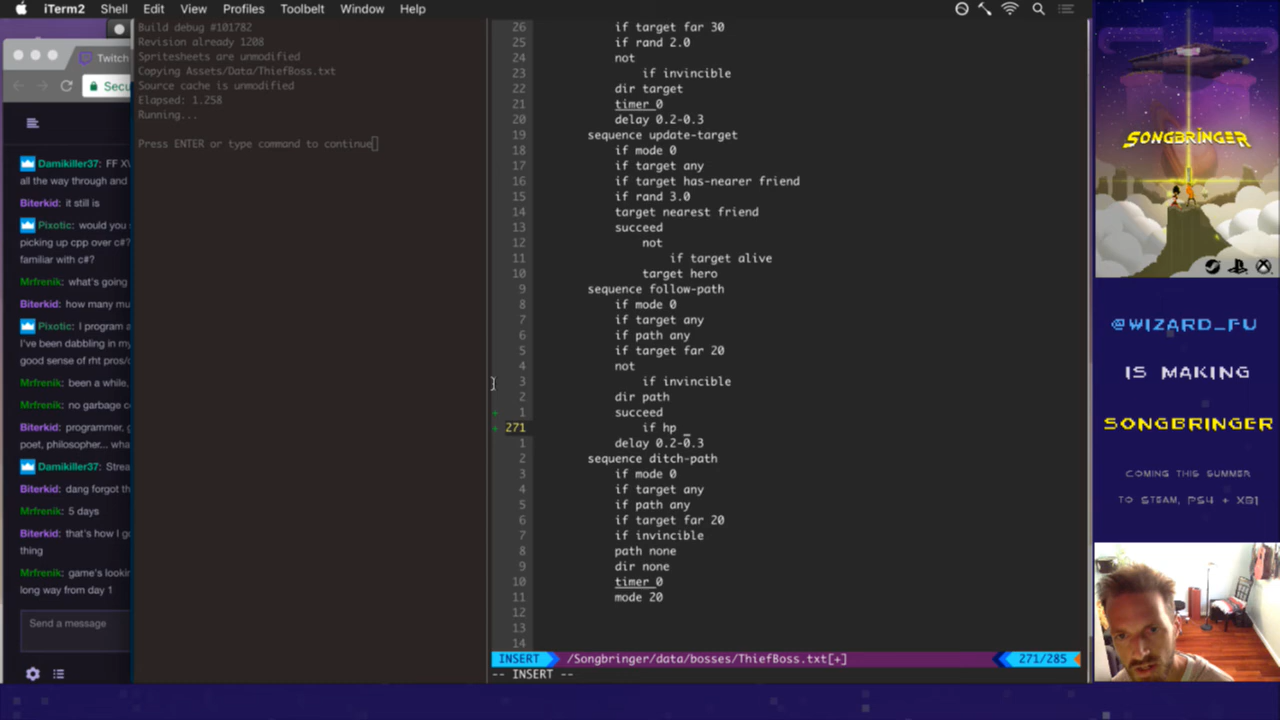 iTerm2 Shell Edit View Profiles Toolbelt Window Help
Twitch
Secu
Damikiller37: FF XV
all the way through and
Biterkid: it still is
Pixotic: would you
picking up cpp over c#?
familiar with c#?
Mrfrenik: what's going
Biterkid: how many mu
Pixotic: I program a
I've been dabbling in my
good sense of rht pros/c
Mrfrenik: been a while,
Mrfrenik: no garbage co
Biterkid: programmer, g
poet, philosopher... wha
Damikiller37: Strea
Biterkid: dang forgot th
Mrfrenik: 5 days
Biterkid: that's how I go
thing
Mrfrenik: game's lookin
long way from day 1
Send a message
Build debug #101782
Revision already 1208
Spritesheets are unmodified
Copying Assets/Data/ThiefBoss.txt
Source cache is unmodified
Elapsed: 1.258
Running...
Press ENTER or type command to continue
26 if target far 30
25 if rand 2.0
24 not
23 if invincible
22 dir target
21 timer 0
20 delay 0.2-0.3
19 sequence update-target
18 if mode 0
17 if target any
16 if target has-nearer friend
15 if rand 3.0
14 target nearest friend
13 succeed
12 not
11 if target alive
10 target hero
9 sequence follow-path
8 if mode 0
7 if target any
6 if path any
5 if target far 20
4 not
3 if invincible
2 dir path
+ 1 succeed
+ 271 if hp _
1 delay 0.2-0.3
2 sequence ditch-path
3 if mode 0
4 if target any
5 if path any
6 if target far 20
7 if invincible
8 path none
9 dir none
10 timer 0
11 mode 20
12
13
14
INSERT /Songbringer/data/bosses/ThiefBoss.txt[+] 271/285
-- INSERT --
SONGBRINGER
@WIZARD_FU
IS MAKING
SONGBRINGER
COMING THIS SUMMER
TO STEAM, PS4 + XB1